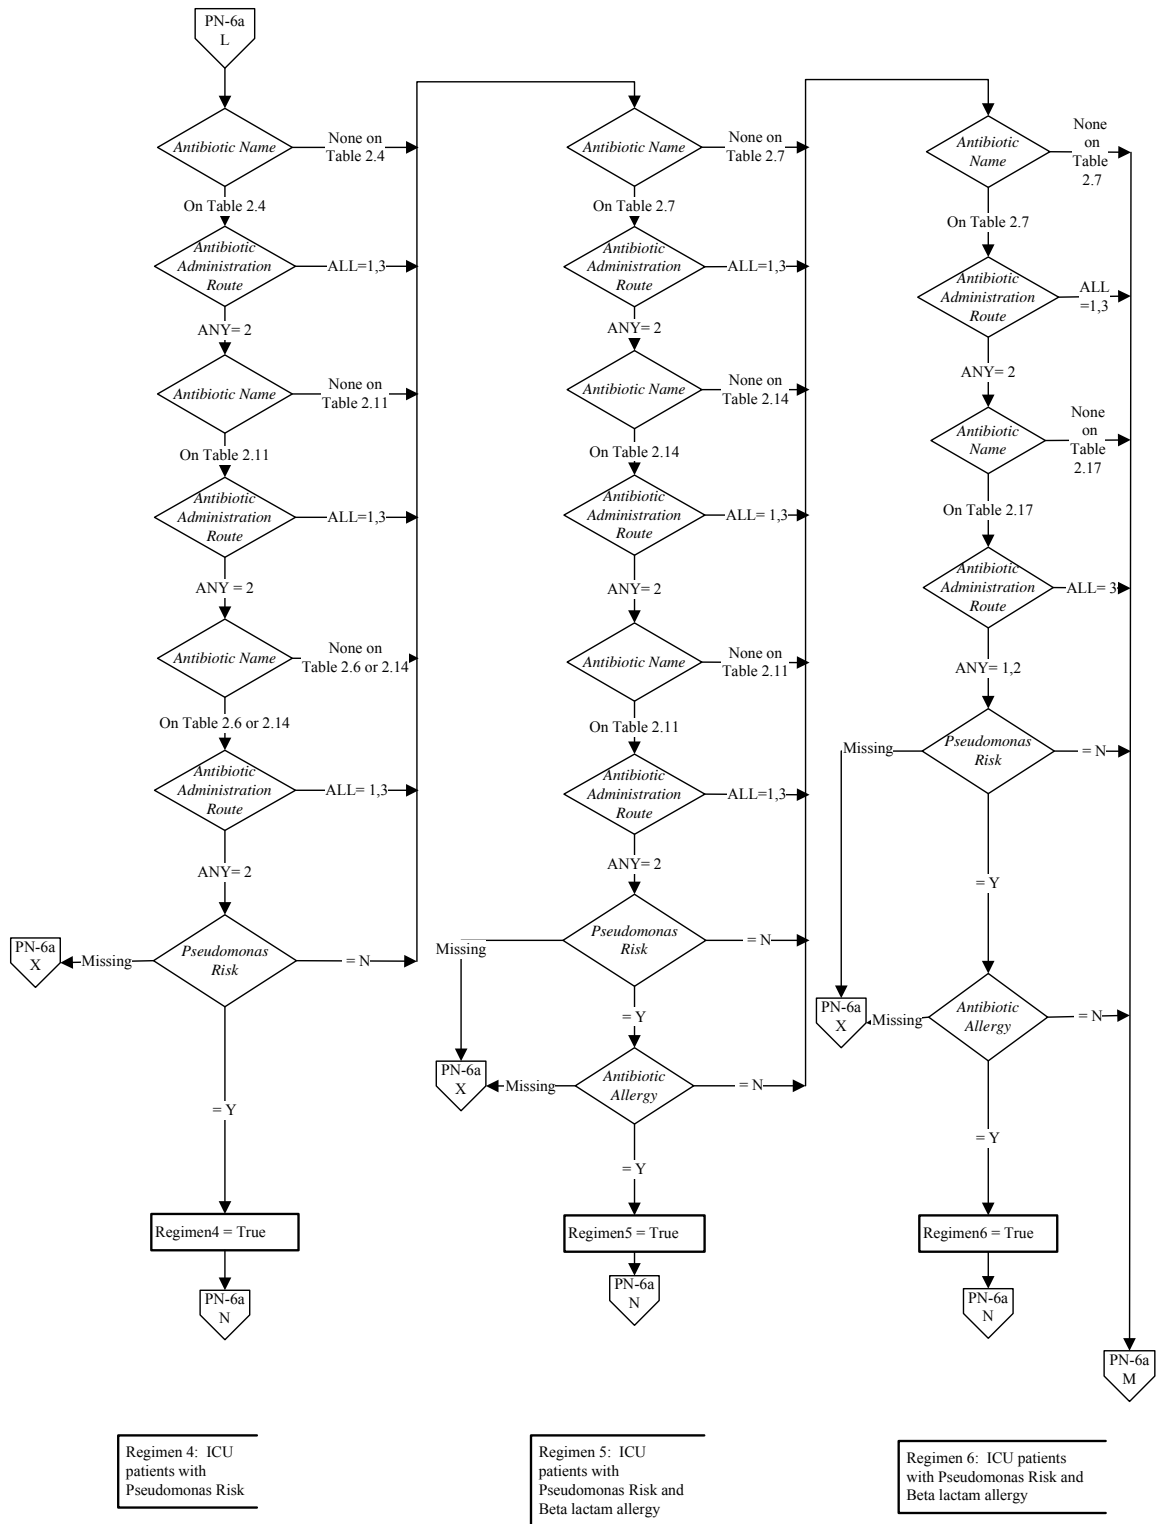 PN-6a
L
Antibiotic Name
None on
Table 2.4
On Table 2.4
Antibiotic
Administration
Route
ALL=1,3
ANY= 2
Antibiotic Name
None on
Table 2.11
On Table 2.11
Antibiotic
Administration
Route
ALL=1,3
ANY = 2
Antibiotic Name
None on
Table 2.6 or 2.14
On Table 2.6 or 2.14
Antibiotic
Administration
Route
ALL= 1,3
ANY= 2
Pseudomonas
Risk
Missing
PN-6a
X
= N
= Y
Regimen4 = True
PN-6a
N
Regimen 4:  ICU
patients with
Pseudomonas Risk
Antibiotic Name
None on
Table 2.7
On Table 2.7
Antibiotic
Administration
Route
ALL=1,3
ANY= 2
Antibiotic Name
None on
Table 2.14
On Table 2.14
Antibiotic
Administration
Route
ALL= 1,3
ANY= 2
Antibiotic Name
None on
Table 2.11
On Table 2.11
Antibiotic
Administration
Route
ALL=1,3
ANY= 2
Pseudomonas
Risk
Missing
= N
= Y
PN-6a
X
Missing
Antibiotic
Allergy
= N
= Y
Regimen5 = True
PN-6a
N
Regimen 5:  ICU
patients with
Pseudomonas Risk and
Beta lactam allergy
Antibiotic
Name
None
on
Table
2.7
On Table 2.7
Antibiotic
Administration
Route
ALL
=1,3
ANY= 2
Antibiotic
Name
None
on
Table
2.17
On Table 2.17
Antibiotic
Administration
Route
ALL= 3
ANY= 1,2
Pseudomonas
Risk
Missing
= N
= Y
PN-6a
X
Missing
Antibiotic
Allergy
= N
= Y
Regimen6 = True
PN-6a
N
PN-6a
M
Regimen 6:  ICU patients
with Pseudomonas Risk and
Beta lactam allergy